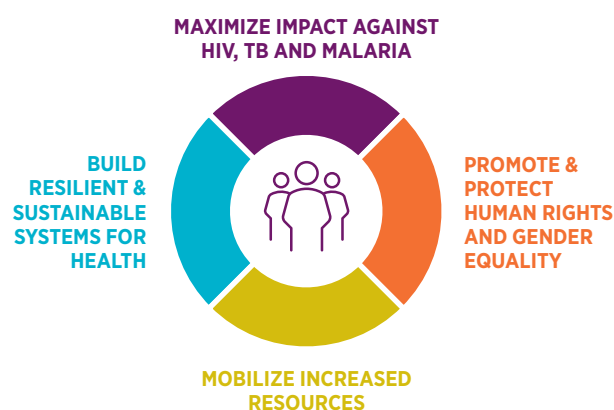 MAXIMIZE IMPACT AGAINST
HIV, TB AND MALARIA
BUILD
RESILIENT &
SUSTAINABLE
SYSTEMS FOR
HEALTH
PROMOTE &
PROTECT
HUMAN RIGHTS
AND GENDER
EQUALITY
MOBILIZE INCREASED
RESOURCES